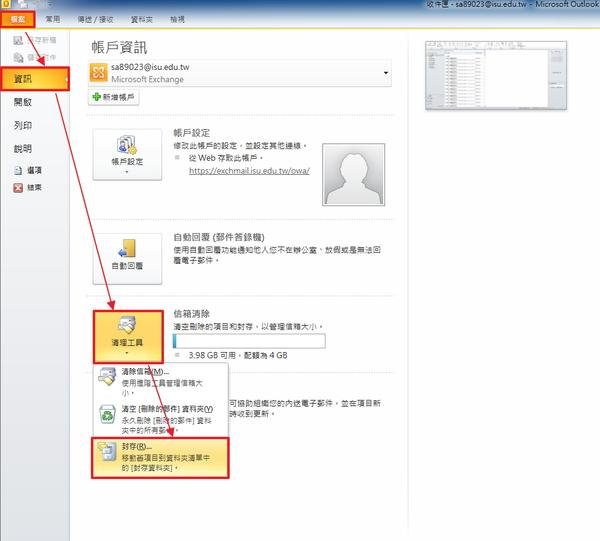 收件匣 - sa89023@isu.edu.tw - Microsoft Outlook
檔案 常用 傳送 / 接收 資料夾 檢視
另存新檔
資訊
開啟
列印
說明
選項
結束
帳戶資訊
sa89023@isu.edu.tw
Microsoft Exchange
新增帳戶
帳戶設定
帳戶設定
修改此帳戶的設定，並設定其他連線。
從 Web 存取此帳戶。
https://exchmail.isu.edu.tw/owa/
自動回覆
自動回覆 (郵件答錄機)
使用自動回覆功能通知他人您不在辦公室、放假或是無法回
覆電子郵件。
清理工具
信箱清除
清空刪除的項目和封存，以管理信箱大小。
3.98 GB 可用，配額為 4 GB
清除信箱(M)...
使用進階工具管理信箱大
小。
清空 [刪除的郵件] 資料夾(Y)
永久刪除 [刪除的郵件] 資料
夾中的所有郵
封存(R)...
移動舊項目到資料夾清單中
的 [封存資料夾]。
可協助組織您的內送電子郵件，並在項目新
時收到更新。